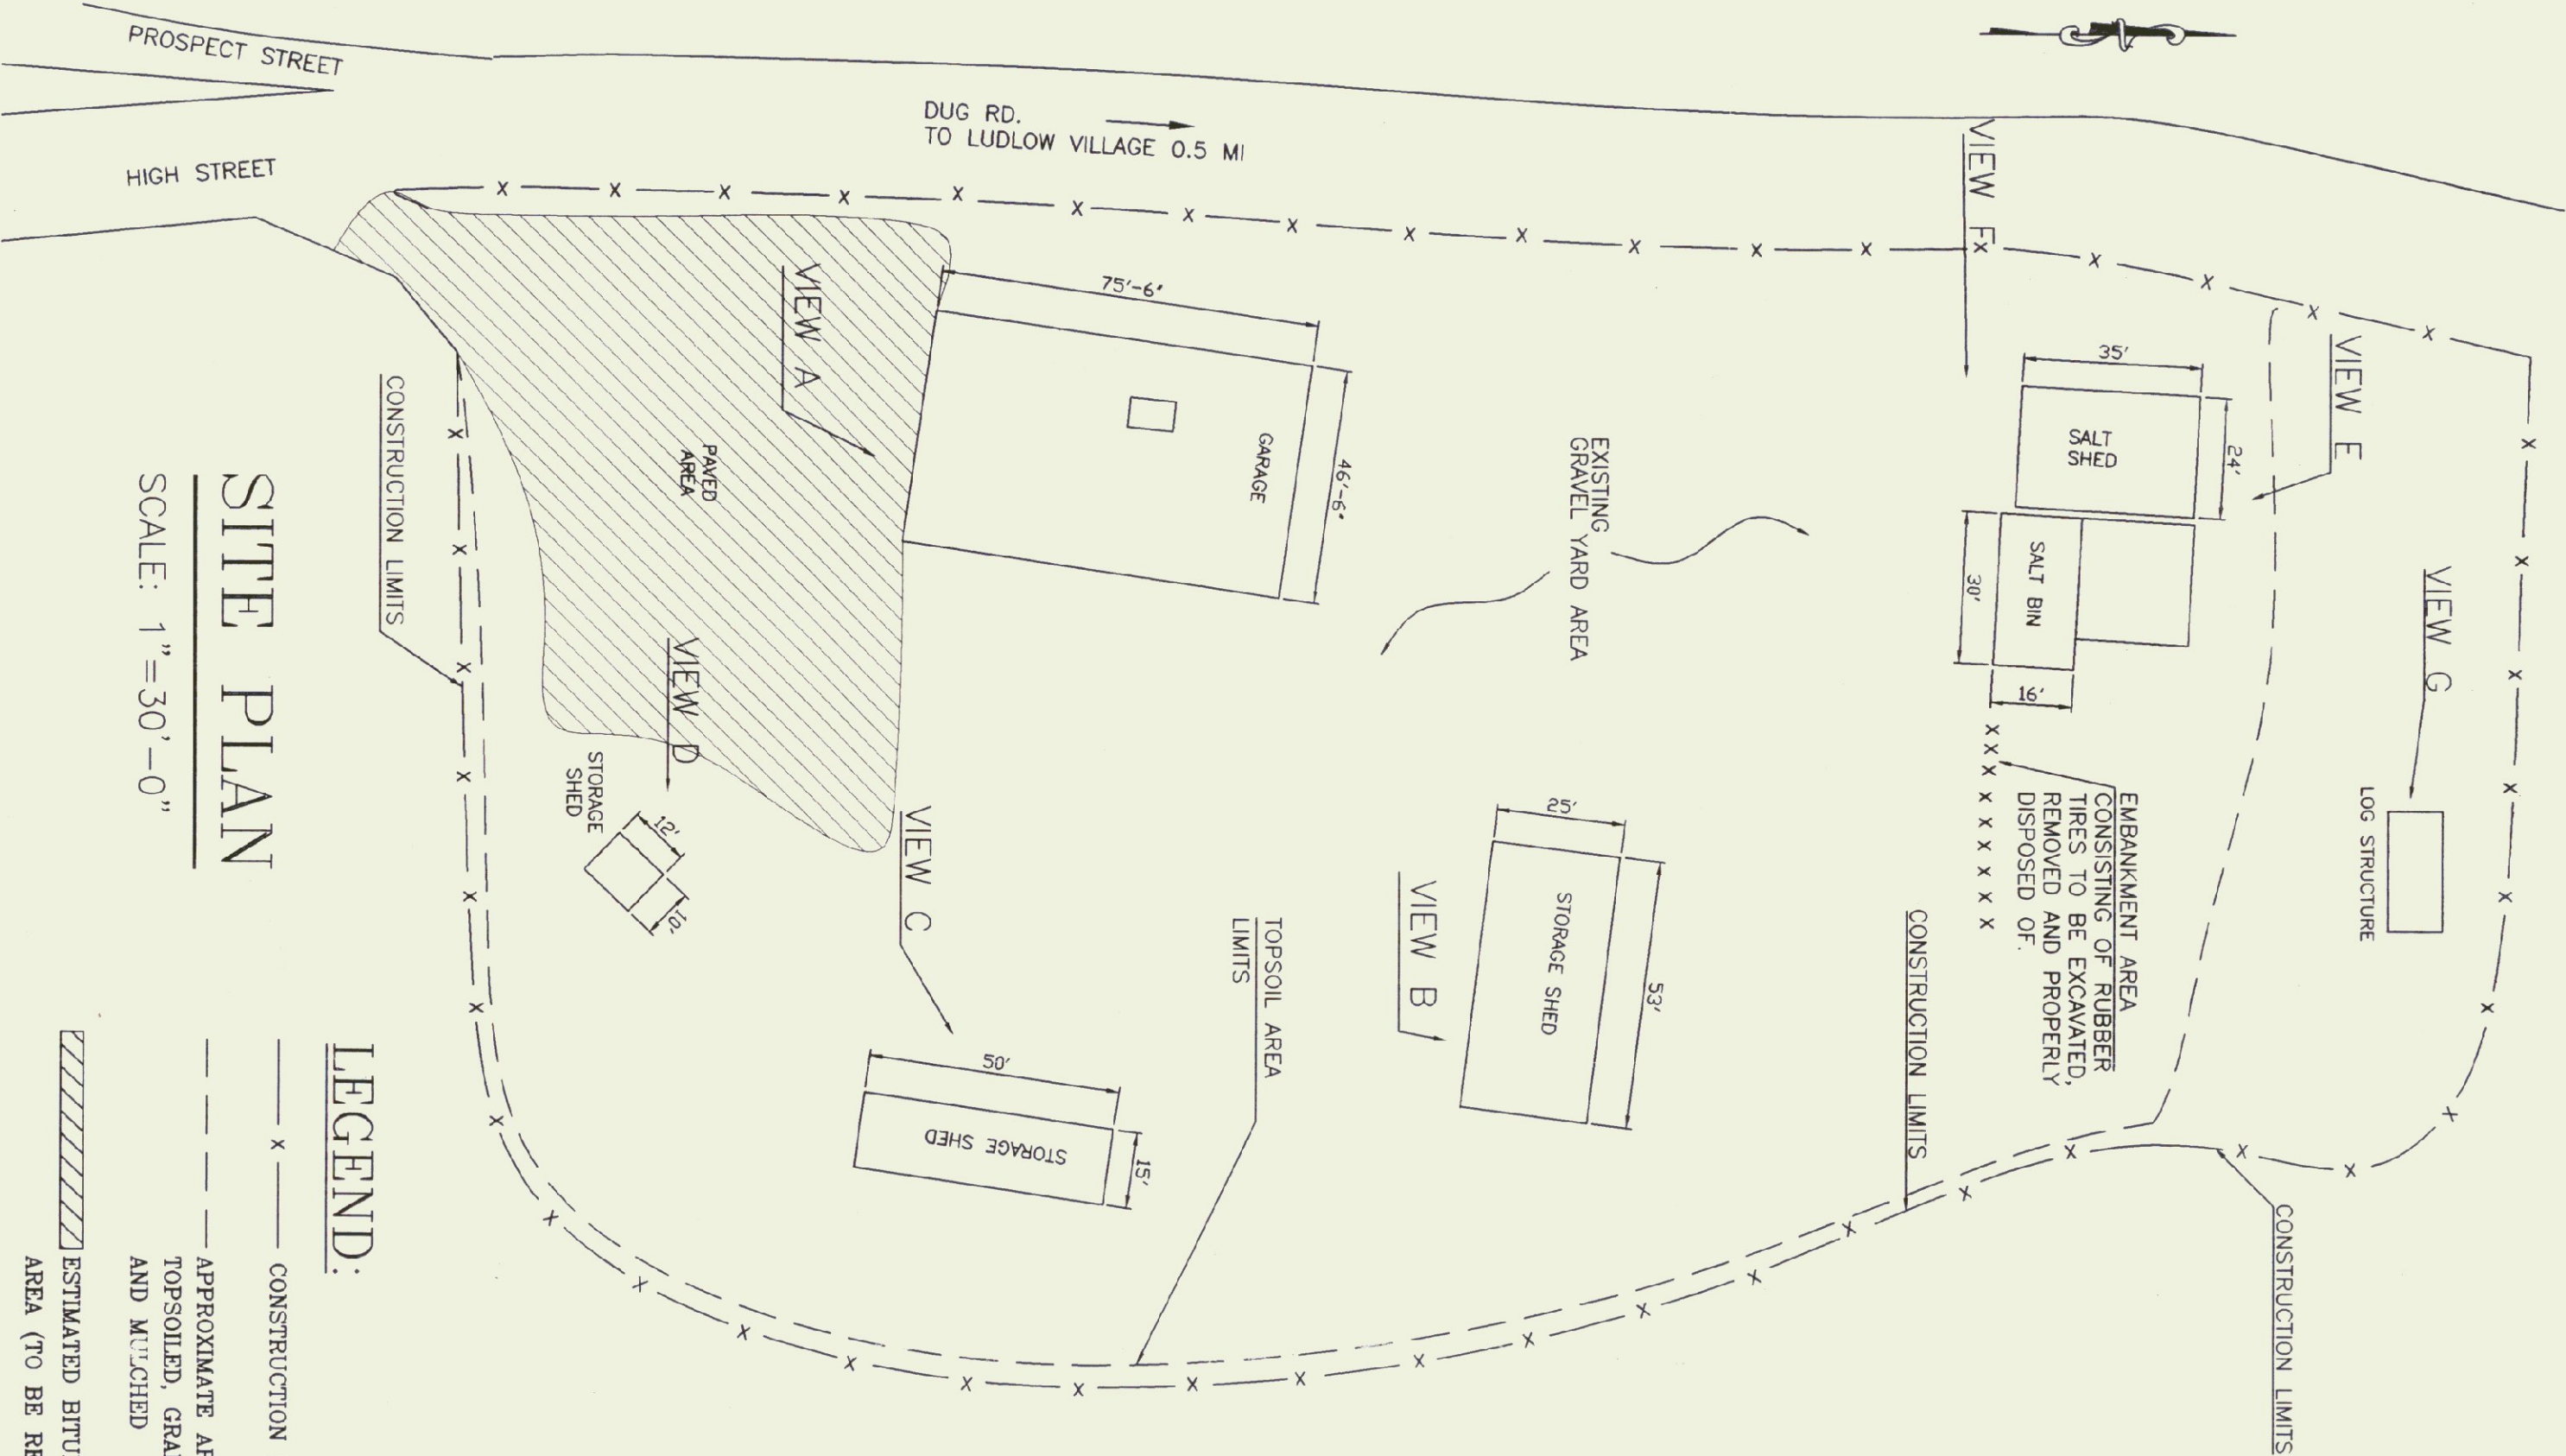 PROSPECT STREET
HIGH STREET
DUG RD.
TO LUDLOW VILLAGE 0.5 MI
VIEW F
VIEW A
75'-6"
46'-6"
GARAGE
PAVED
AREA
CONSTRUCTION LIMITS
SITE PLAN
SCALE: 1"=30'-0"
EXISTING
GRAVEL YARD AREA
35'
24'
SALT
SHED
VIEW E
SALT BIN
30'
16'
VIEW G
LOG STRUCTURE
EMBANKMENT AREA
CONSISTING OF RUBBER
TIRES TO BE EXCAVATED,
REMOVED AND PROPERLY
DISPOSED OF.
VIEW D
STORAGE
SHED
12'
10'
VIEW C
50'
15'
STORAGE SHED
TOPSOIL AREA
LIMITS
VIEW B
25'
53'
STORAGE SHED
CONSTRUCTION LIMITS
CONSTRUCTION LIMITS
LEGEND:
X CONSTRUCTION
APPROXIMATE AR
TOPSOILED, GRA
AND MULCHED
ESTIMATED BITU
AREA (TO BE RE